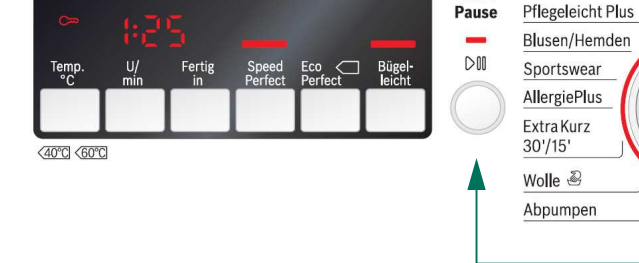 1:25
Temp.
°C
U/
min
Fertig
in
Speed
Perfect
Eco
Perfect
Bügel-
leicht
40°C 60°C
Pause
Pflegeleicht Plus
Blusen/Hemden
Sportswear
AllergiePlus
Extra Kurz
30'/15'
Wolle
Abpumpen